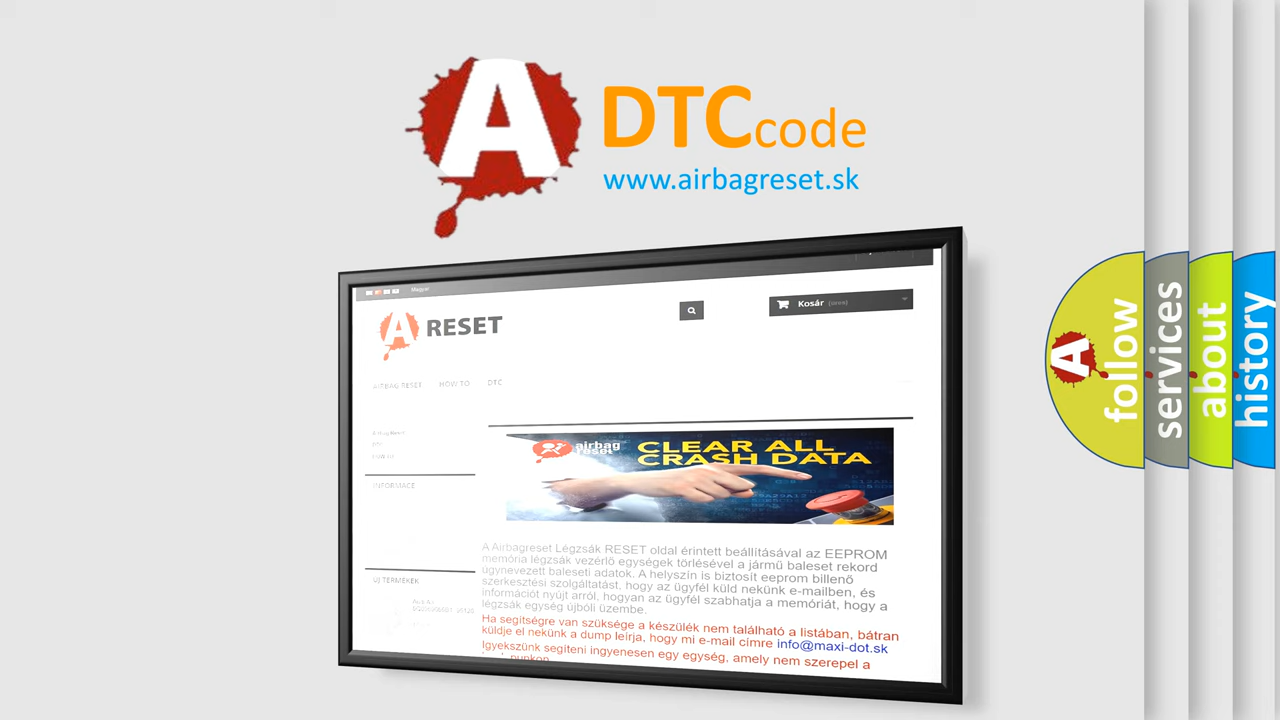 A DTCcode
www.airbagreset.sk
Magyar
A RESET
Kosár (üres)
AIRBAG RESET HOW TO DTC
INFORMACE
airbag
reset
CLEAR ALL
CRASH DATA
A Airbagreset Légzsák RESET oldal érintett beállításával az EEPROM
memória légzsák vezérlő egységek törlésével a jármü baleset rekord
úgynevezett baleseti adatok. A helyszín is biztosít eeprom billenő
szerkesztési szolgáltatást, hogy az ügyfél küld nekünk e-mailben, és
információt nyújt arról, hogyan az ügyfél szabhatja a memóriát, hogy a
légzsák egység újbóli üzembe.
Ha segítségre van szüksége a készülék nem található a listában, bátran
küldje el nekünk a dump leírja, hogy mi e-mail címre info@maxi-dot.sk
Igyekszünk segíteni ingyenesen egy egység, amely nem szerepel a
ÚJ TERMÉKEK
A follow
services
about
history